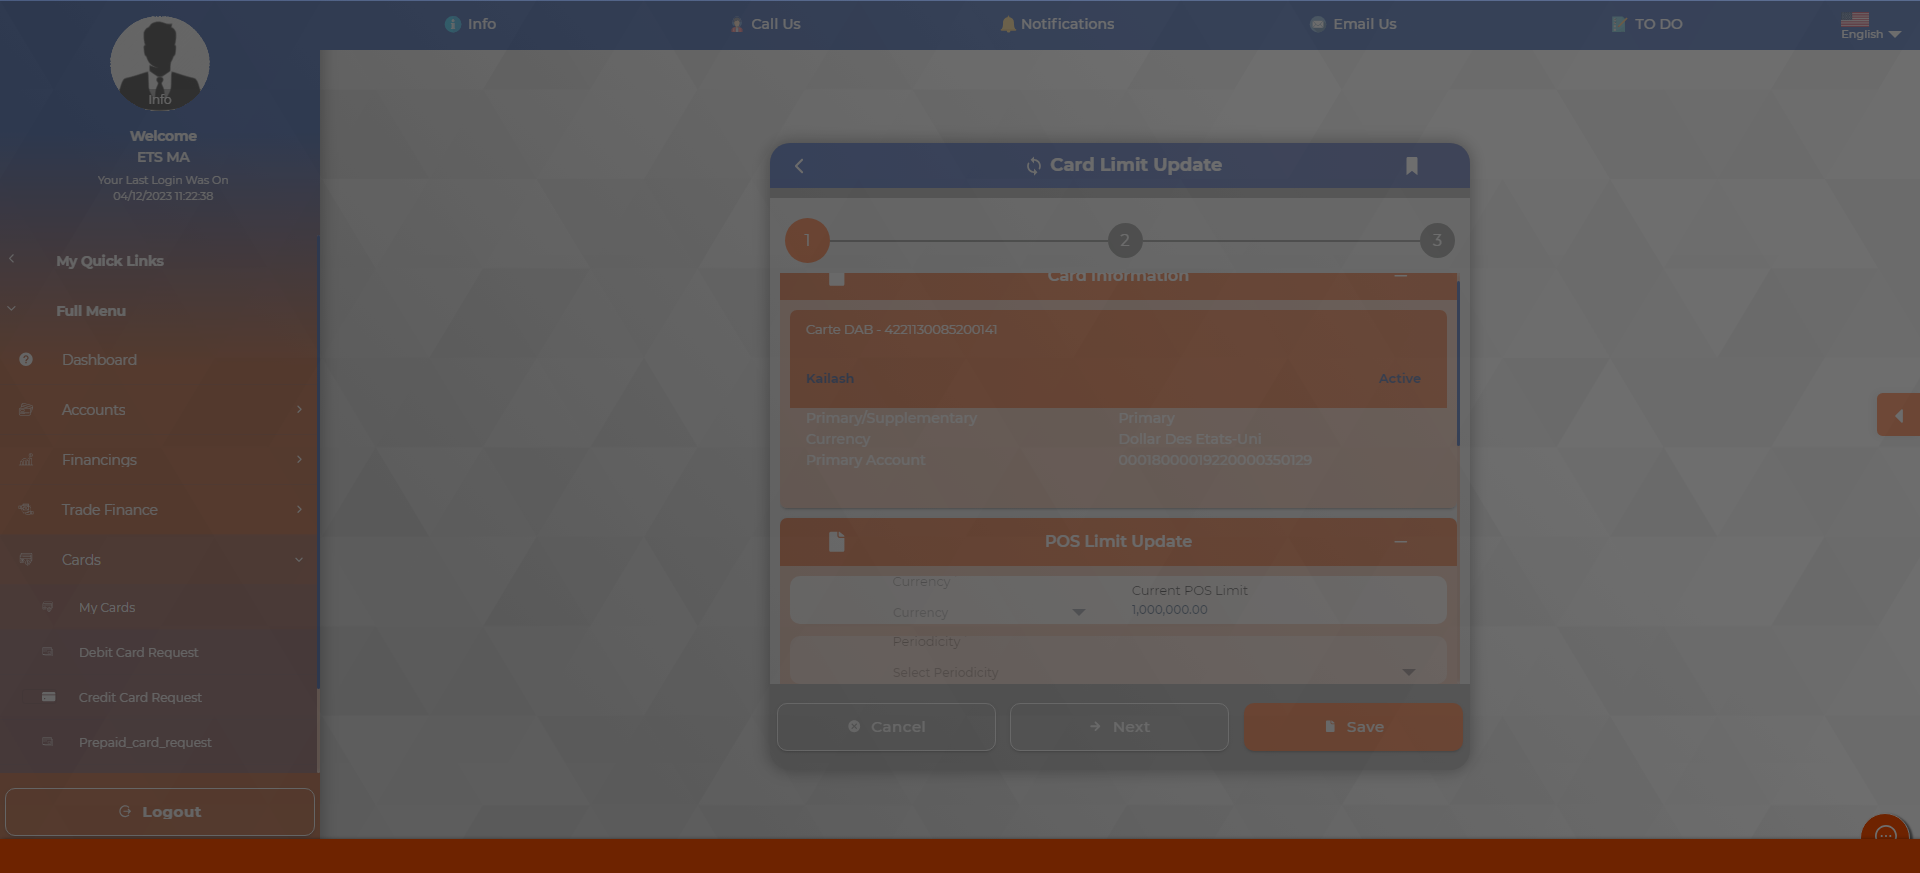 Info
Call Us
Notifications
Email Us
TO DO
English
Info
Welcome
ETS MA
Your Last Login Was On
04/12/2023 11:22:38
My Quick Links
Full Menu
Dashboard
Accounts
Financings
Trade Finance
Cards
My Cards
Debit Card Request
Credit Card Request
Prepaid_card_request
Logout
Card Limit Update
1
2
3
Card Information
Carte DAB - 4221130085200141
Kailash Active
Primary/Supplementary Primary
Currency Dollar Des Etats-Uni
Primary Account 00018000019220000350129
POS Limit Update
Currency
Currency
Current POS Limit
1,000,000.00
Periodicity
Select Periodicity
Cancel
Next
Save